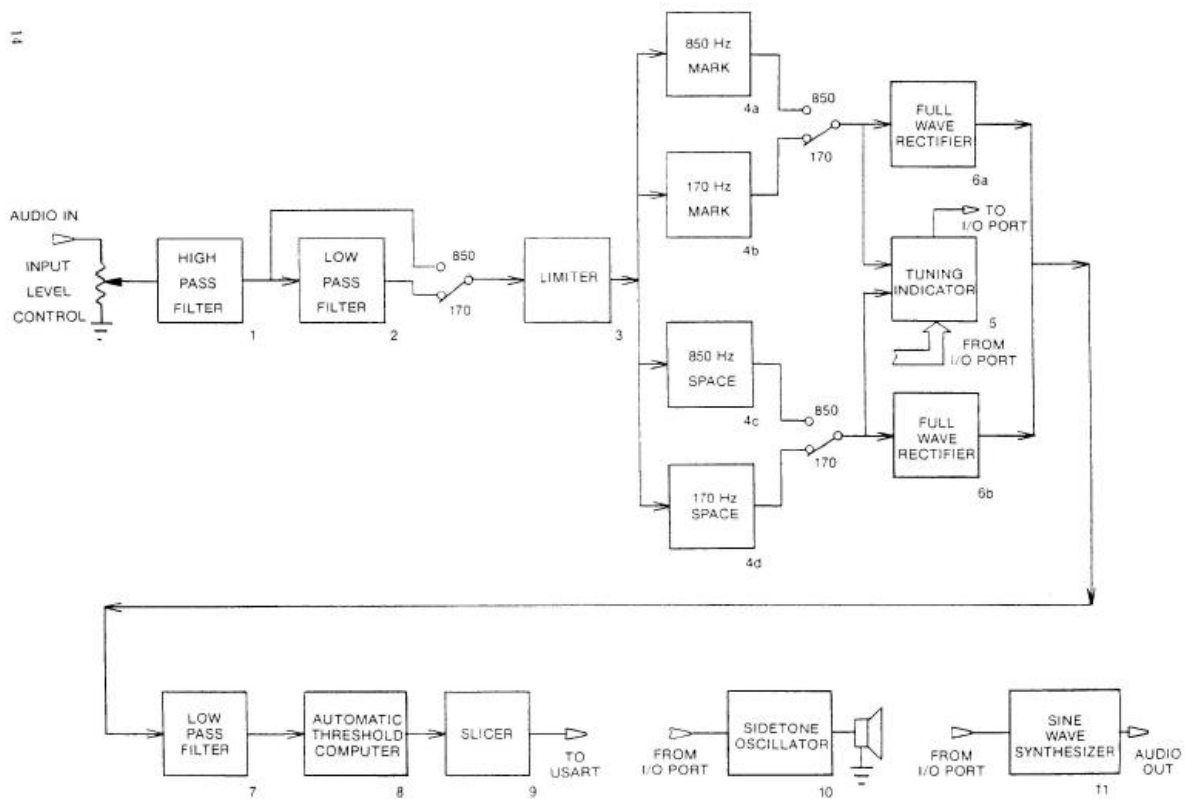 14
AUDIO IN
INPUT
LEVEL
CONTROL
HIGH
PASS
FILTER
1
LOW
PASS
FILTER
2
850
170
LIMITER
3
850 Hz
MARK
4a
170 Hz
MARK
4b
850
170
850 Hz
SPACE
4c
170 Hz
SPACE
4d
850
170
FULL
WAVE
RECTIFIER
6a
TO
I/O PORT
TUNING
INDICATOR
5
FROM
I/O PORT
FULL
WAVE
RECTIFIER
6b
LOW
PASS
FILTER
7
AUTOMATIC
THRESHOLD
COMPUTER
8
SLICER
9
TO
USART
FROM
I/O PORT
SIDETONE
OSCILLATOR
10
FROM
I/O PORT
SINE
WAVE
SYNTHESIZER
11
AUDIO
OUT